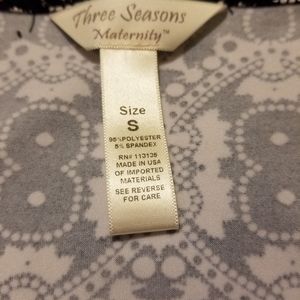 Three Seasons
Maternity™
Size
S
95%POLYESTER
5% SPANDEX
RN# 113135
MADE IN USA
OF IMPORTED
MATERIALS
SEE REVERSE
FOR CARE